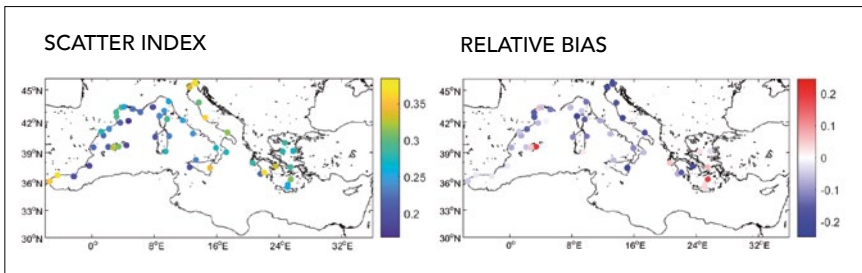 SCATTER INDEX
45°N
42°N
39°N
36°N
33°N
30°N
0°
8°E
16°E
24°E
32°E
0.35
0.3
0.25
0.2
RELATIVE BIAS
45°N
42°N
39°N
36°N
33°N
30°N
0°
8°E
16°E
24°E
32°E
0.2
0.1
0
-0.1
-0.2